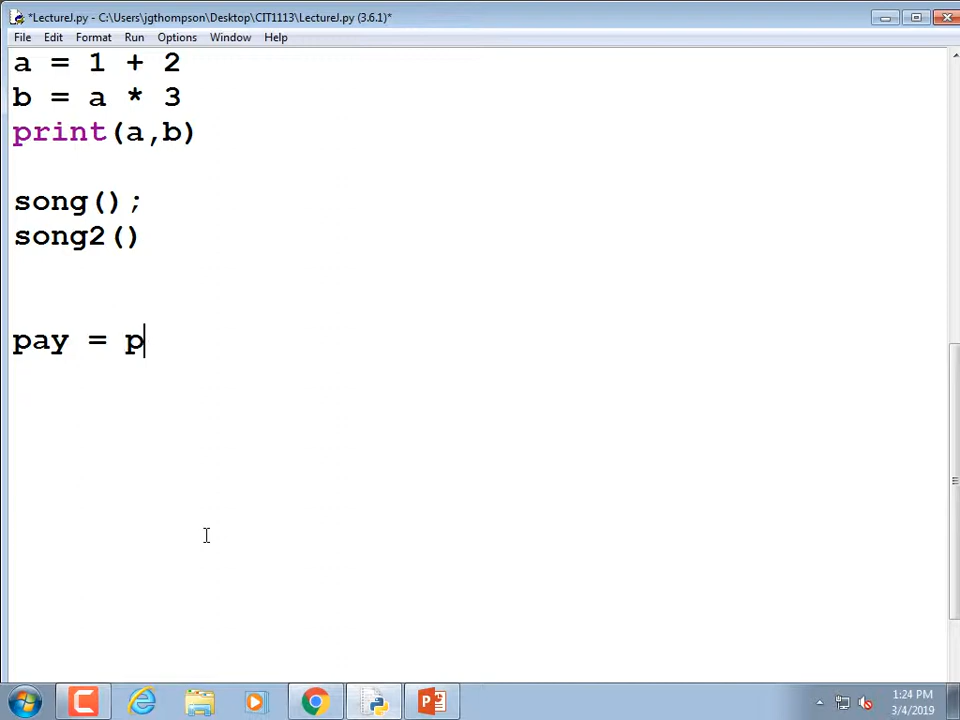 *LectureJ.py - C:\Users\jgthompson\Desktop\CIT1113\LectureJ.py (3.6.1)*
File Edit Format Run Options Window Help
a = 1 + 2
b = a * 3
print(a,b)
song();
song2()
pay = p
1:24 PM
3/4/2019